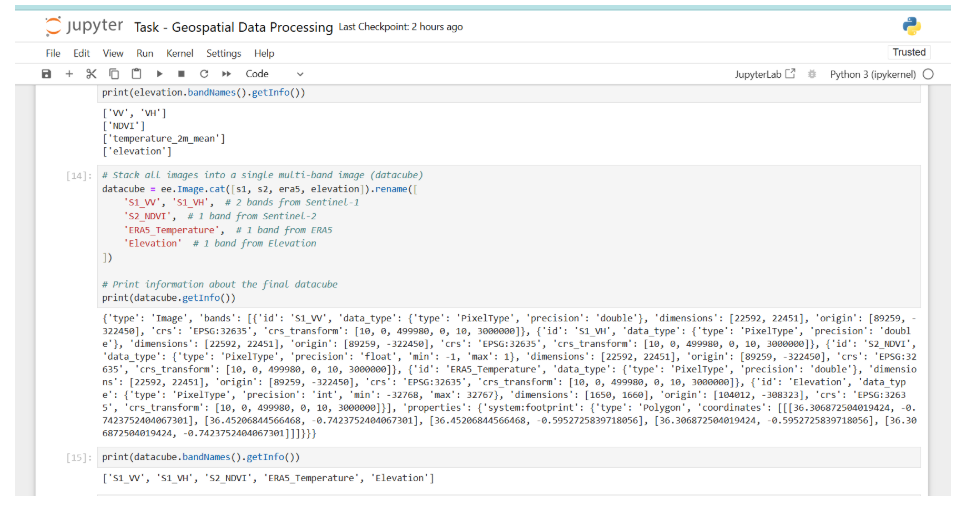 jupyter Task - Geospatial Data Processing Last Checkpoint: 2 hours ago
File Edit View Run Kernel Settings Help
Trusted
Code
JupyterLab
Python 3 (ipykernel)
print(elevation.bandNames().getInfo())
['VV', 'VH']
['NDVI']
['temperature_2m_mean']
['elevation']
[14]:
# Stack all images into a single multi-band image (datacube)
datacube = ee.Image.cat([s1, s2, era5, elevation]).rename([
'S1_VV', 'S1_VH', # 2 bands from Sentinel-1
'S2_NDVI', # 1 band from Sentinel-2
'ERA5_Temperature', # 1 band from ERA5
'Elevation' # 1 band from Elevation
])
# Print information about the final datacube
print(datacube.getInfo())
{'type': 'Image', 'bands': [{'id': 'S1_VV', 'data_type': {'type': 'PixelType', 'precision': 'double'}, 'dimensions': [22592, 22451], 'origin': [89259, -
322450], 'crs': 'EPSG:32635', 'crs_transform': [10, 0, 499980, 0, 10, 3000000]}, {'id': 'S1_VH', 'data_type': {'type': 'PixelType', 'precision': 'doubl
e'}, 'dimensions': [22592, 22451], 'origin': [89259, -322450], 'crs': 'EPSG:32635', 'crs_transform': [10, 0, 499980, 0, 10, 3000000]}, {'id': 'S2_NDVI',
'data_type': {'type': 'PixelType', 'precision': 'float', 'min': -1, 'max': 1}, 'dimensions': [22592, 22451], 'origin': [89259, -322450], 'crs': 'EPSG:32
635', 'crs_transform': [10, 0, 499980, 0, 10, 3000000]}, {'id': 'ERA5_Temperature', 'data_type': {'type': 'PixelType', 'precision': 'double'}, 'dimensio
ns': [22592, 22451], 'origin': [89259, -322450], 'crs': 'EPSG:32635', 'crs_transform': [10, 0, 499980, 0, 10, 3000000]}, {'id': 'Elevation', 'data_typ
e': {'type': 'PixelType', 'precision': 'int', 'min': -32768, 'max': 32767}, 'dimensions': [1650, 1660], 'origin': [104012, -308323], 'crs': 'EPSG:3263
5', 'crs_transform': [10, 0, 499980, 0, 10, 3000000]}], 'properties': {'system:footprint': {'type': 'Polygon', 'coordinates': [[[36.306872504019424, -0.
7423752404067301], [36.45206844566468, -0.7423752404067301], [36.45206844566468, -0.5952725839718056], [36.306872504019424, -0.5952725839718056], [36.30
6872504019424, -0.7423752404067301]]]}}}
[15]:
print(datacube.bandNames().getInfo())
['S1_VV', 'S1_VH', 'S2_NDVI', 'ERA5_Temperature', 'Elevation']